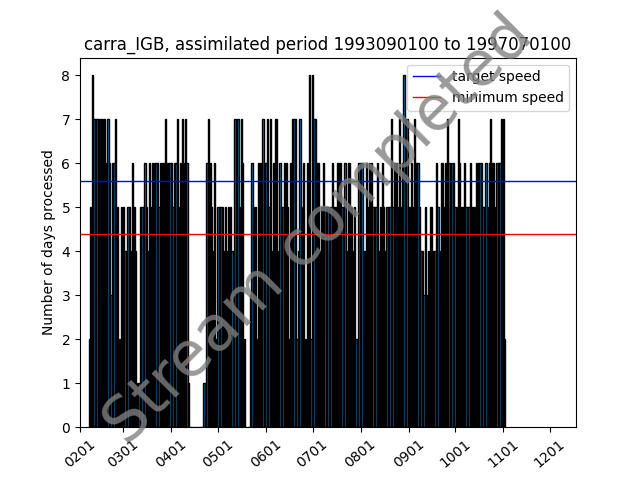 carra_IGB, assimilated period 1993090100 to 1997070100
target speed
minimum speed
Number of days processed
8
7
6
5
4
3
2
1
0
0201 0301 0401 0501 0601 0701 0801 0901 1001 1101 1201
Stream completed